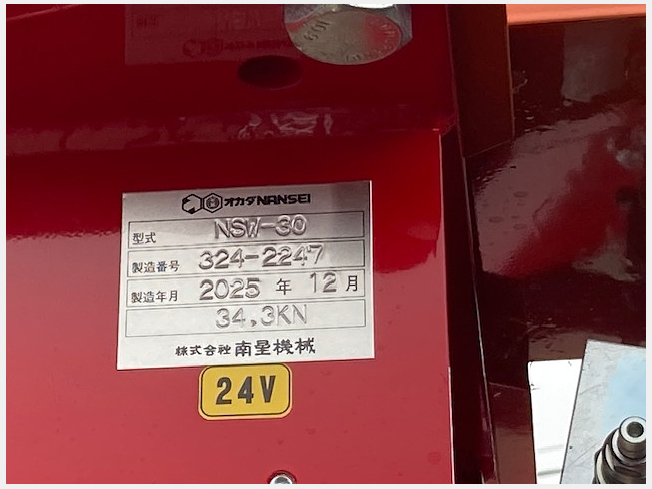 オカダNANSEI
型式 NSW-30
製造番号 324-2247
製造年月 2025 年 12 月
34.3KN
株式会社 南星機械
24V